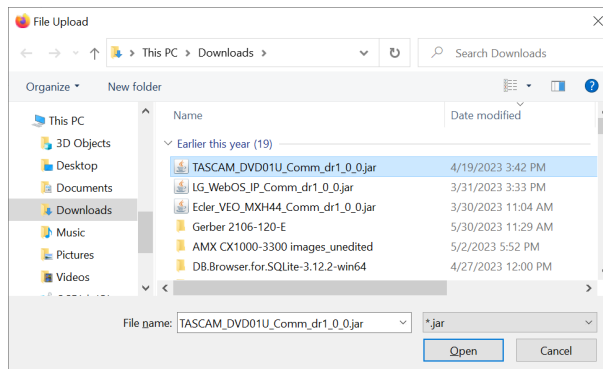 File Upload
This PC > Downloads >
Search Downloads
Organize
New folder
?
Name
Date modified
This PC
3D Objects
Desktop
Documents
Downloads
Music
Pictures
Videos
Earlier this year (19)
TASCAM_DVD01U_Comm_dr1_0_0.jar 4/19/2023 3:42 PM
LG_WebOS_IP_Comm_dr1_0_0.jar 3/31/2023 3:33 PM
Ecler_VEO_MXH44_Comm_dr1_0_0.jar 3/30/2023 11:04 AM
Gerber 2106-120-E 5/30/2023 11:29 AM
AMX CX1000-3300 images_unedited 5/2/2023 5:52 PM
DB.Browser.for.SQLite-3.12.2-win64 4/27/2023 12:00 PM
File name: TASCAM_DVD01U_Comm_dr1_0_0.jar
*.jar
Open
Cancel